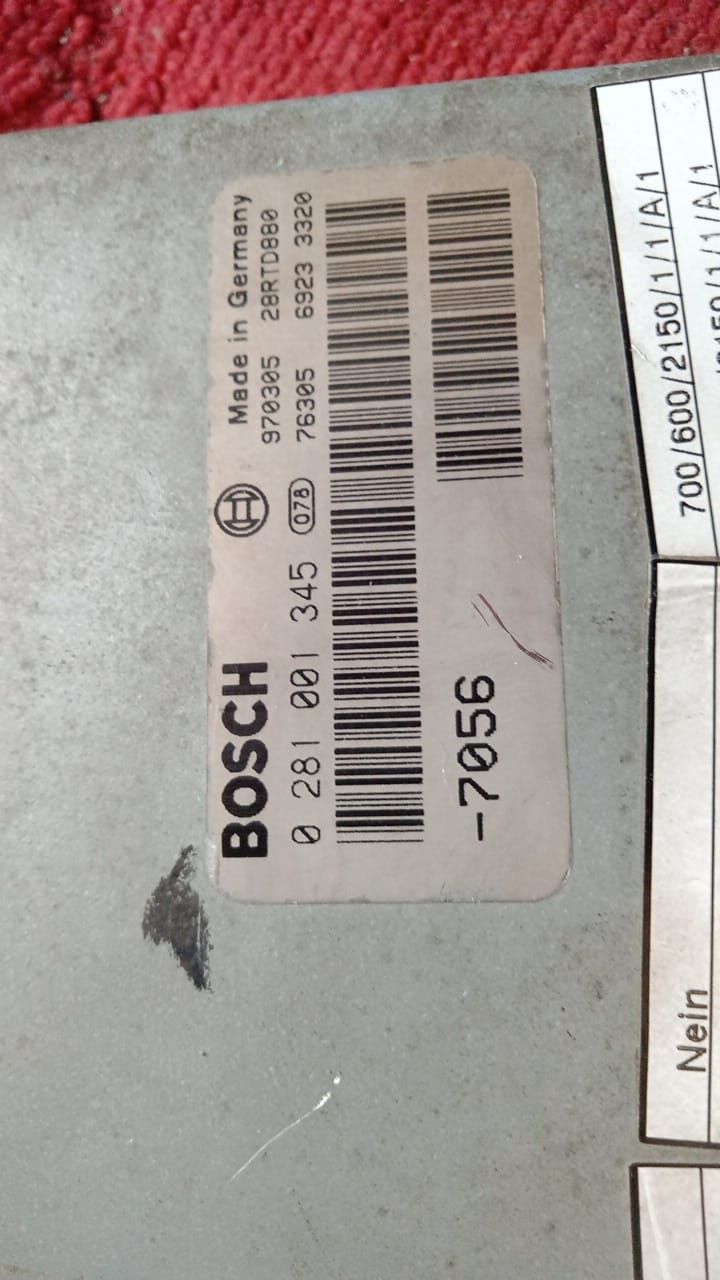 Made in Germany
BOSCH
970305 28RTD880
0 281 001 345 078 76305 6923 3320
-7056
700/600/2150/1/1/A/1
Nein